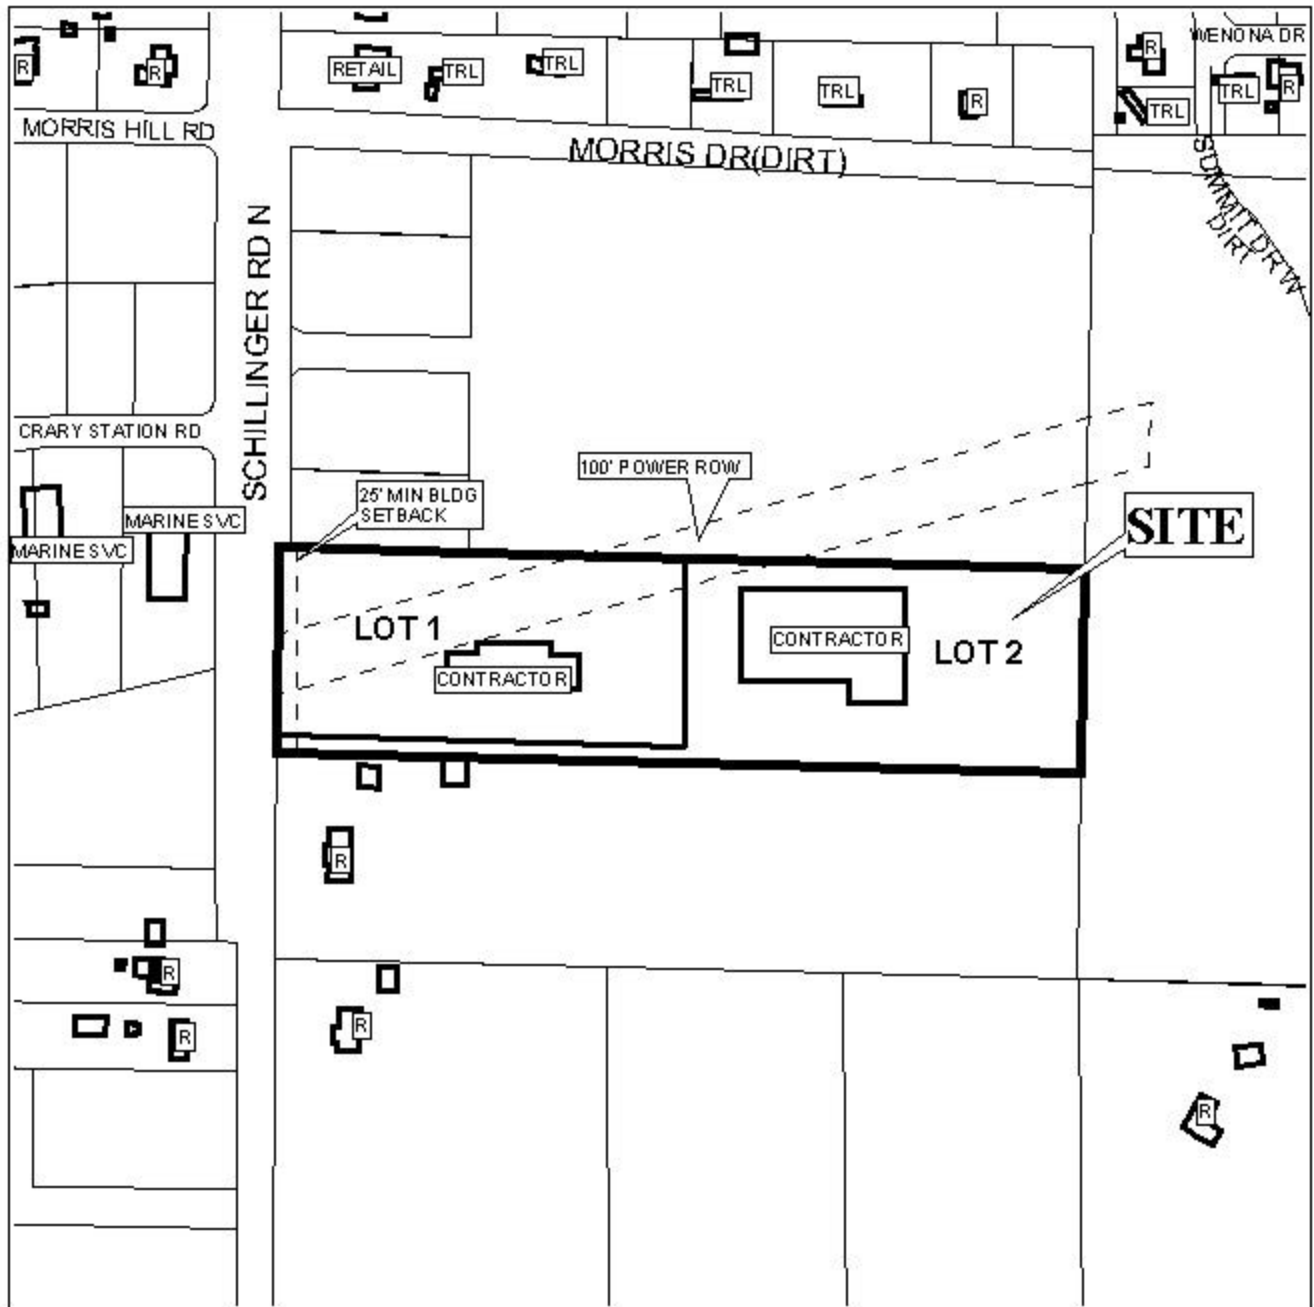 WENONA DR
R
R
RETAIL
TRL
TRL
TRL
TRL
R
R
TRL
TRL
R
MORRIS HILL RD
MORRIS DR(DIRT)
SUMMIT DR W
DIRT
SCHILLINGER RD N
CRARY STATION RD
100' POWER ROW
25' MIN BLDG
SETBACK
MARINE SVC
MARINE SVC
SITE
LOT 1
CONTRACTOR
CONTRACTOR
LOT 2
R
R
R
R
R